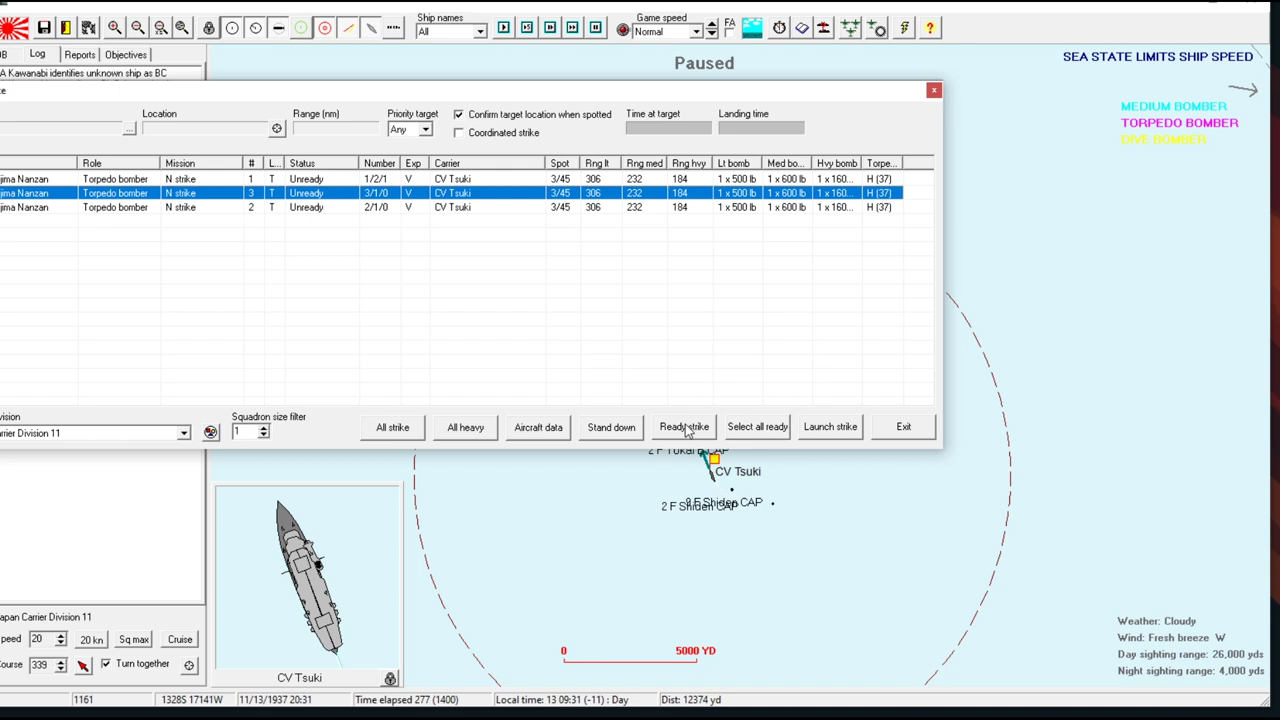 Ship names
Game speed
FA
All
Normal
DB Log Reports Objectives
A Kawanabi identifies unknown ship as BC
Paused
SEA STATE LIMITS SHIP SPEED
MEDIUM BOMBER
TORPEDO BOMBER
DIVE BOMBER
Location
Range (nm)
Priority target
Confirm target location when spotted
Time at target
Landing time
...
Any
Coordinated strike
Role Mission # L... Status Number Exp Carrier Spot Rng lt Rng med Rng hvy Lt bomb Med bo... Hvy bomb Torpe...
jima Nanzan Torpedo bomber N strike 1 T Unready 1/2/1 V CV Tsuki 3/45 306 232 184 1 x 500 lb 1 x 600 lb 1 x 160... H (37)
jima Nanzan Torpedo bomber N strike 3 T Unready 3/1/0 V CV Tsuki 3/45 306 232 184 1 x 500 lb 1 x 600 lb 1 x 160... H (37)
jima Nanzan Torpedo bomber N strike 2 T Unready 2/1/0 V CV Tsuki 3/45 306 232 184 1 x 500 lb 1 x 600 lb 1 x 160... H (37)
ivision
Squadron size filter
rrier Division 11
1
All strike All heavy Aircraft data Stand down Ready strike Select all ready Launch strike Exit
CAP
CV Tsuki
F Shiden CAP
2 F Shiden CAP
apan Carrier Division 11
peed 20 20 kn Sq max Cruise
Course 339 Turn together
CV Tsuki
0 5000 YD
Weather: Cloudy
Wind: Fresh breeze W
Day sighting range: 26,000 yds
Night sighting range: 4,000 yds
1161 1328S 17141W 11/13/1937 20:31 Time elapsed 277 (1400) Local time: 13 09:31 (-11) : Day Dist: 12374 yd